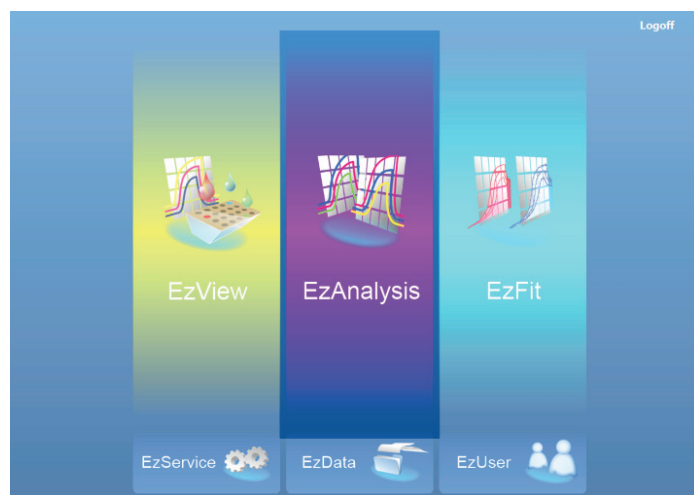 Logoff
EzView
EzAnalysis
EzFit
EzService
EzData
EzUser